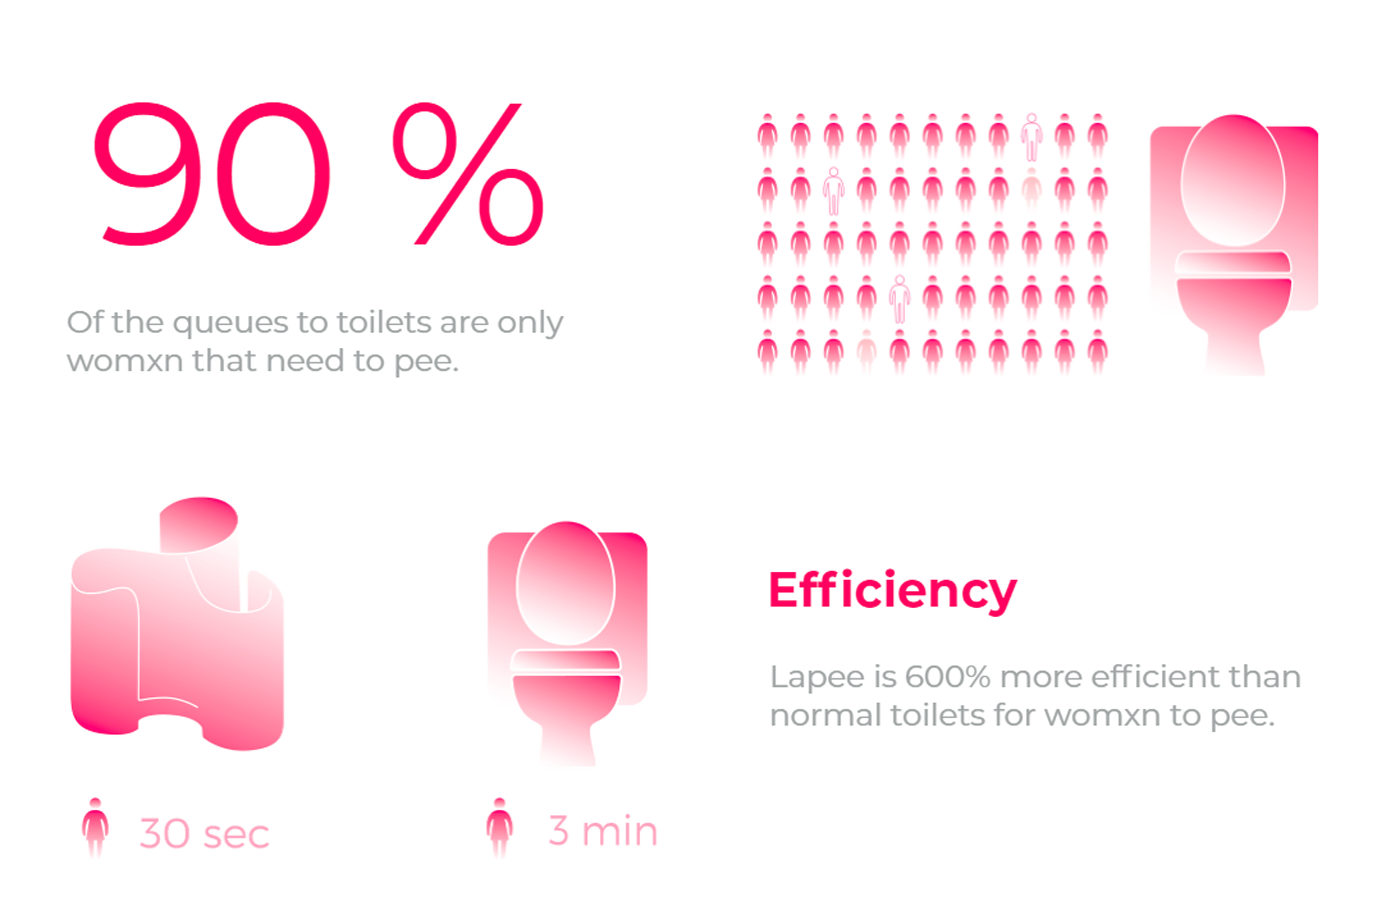 90 %
Of the queues to toilets are only
womxn that need to pee.
30 sec
3 min
Efficiency
Lapee is 600% more efficient than
normal toilets for womxn to pee.